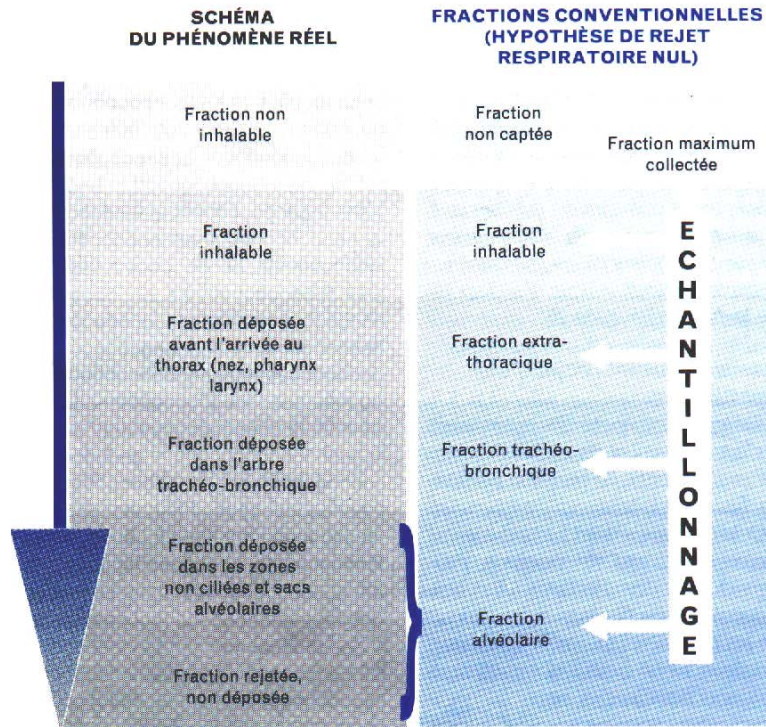 SCHÉMA
DU PHÉNOMÈNE RÉEL
FRACTIONS CONVENTIONNELLES
(HYPOTHÈSE DE REJET
RESPIRATOIRE NUL)
Fraction non
inhalable
Fraction
non captée
Fraction maximum
collectée
Fraction
inhalable
Fraction
inhalable
Fraction déposée
avant l'arrivée au
thorax (nez, pharynx
larynx)
Fraction extra-
thoracique
Fraction déposée
dans l'arbre
trachéo-bronchique
Fraction trachéo-
bronchique
Fraction déposée
dans les zones
non ciliées et sacs
alvéolaires
Fraction
alvéolaire
Fraction rejetée,
non déposée
ECHANTILLONNAGE